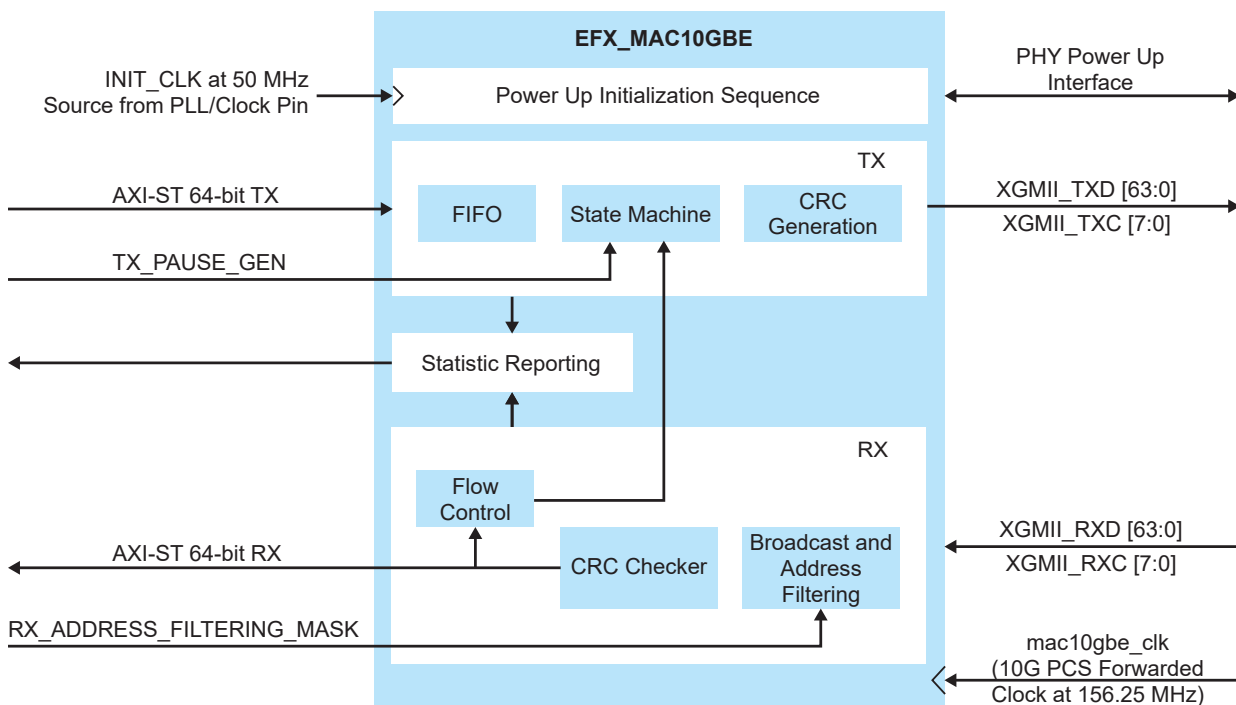 EFX_MAC10GBE
INIT_CLK at 50 MHz
Source from PLL/Clock Pin
Power Up Initialization Sequence
PHY Power Up
Interface
TX
AXI-ST 64-bit TX
FIFO
State Machine
CRC
Generation
XGMII_TXD [63:0]
XGMII_TXC [7:0]
TX_PAUSE_GEN
Statistic Reporting
RX
Flow
Control
AXI-ST 64-bit RX
CRC Checker
Broadcast and
Address
Filtering
XGMII_RXD [63:0]
XGMII_RXC [7:0]
RX_ADDRESS_FILTERING_MASK
mac10gbe_clk
(10G PCS Forwarded
Clock at 156.25 MHz)